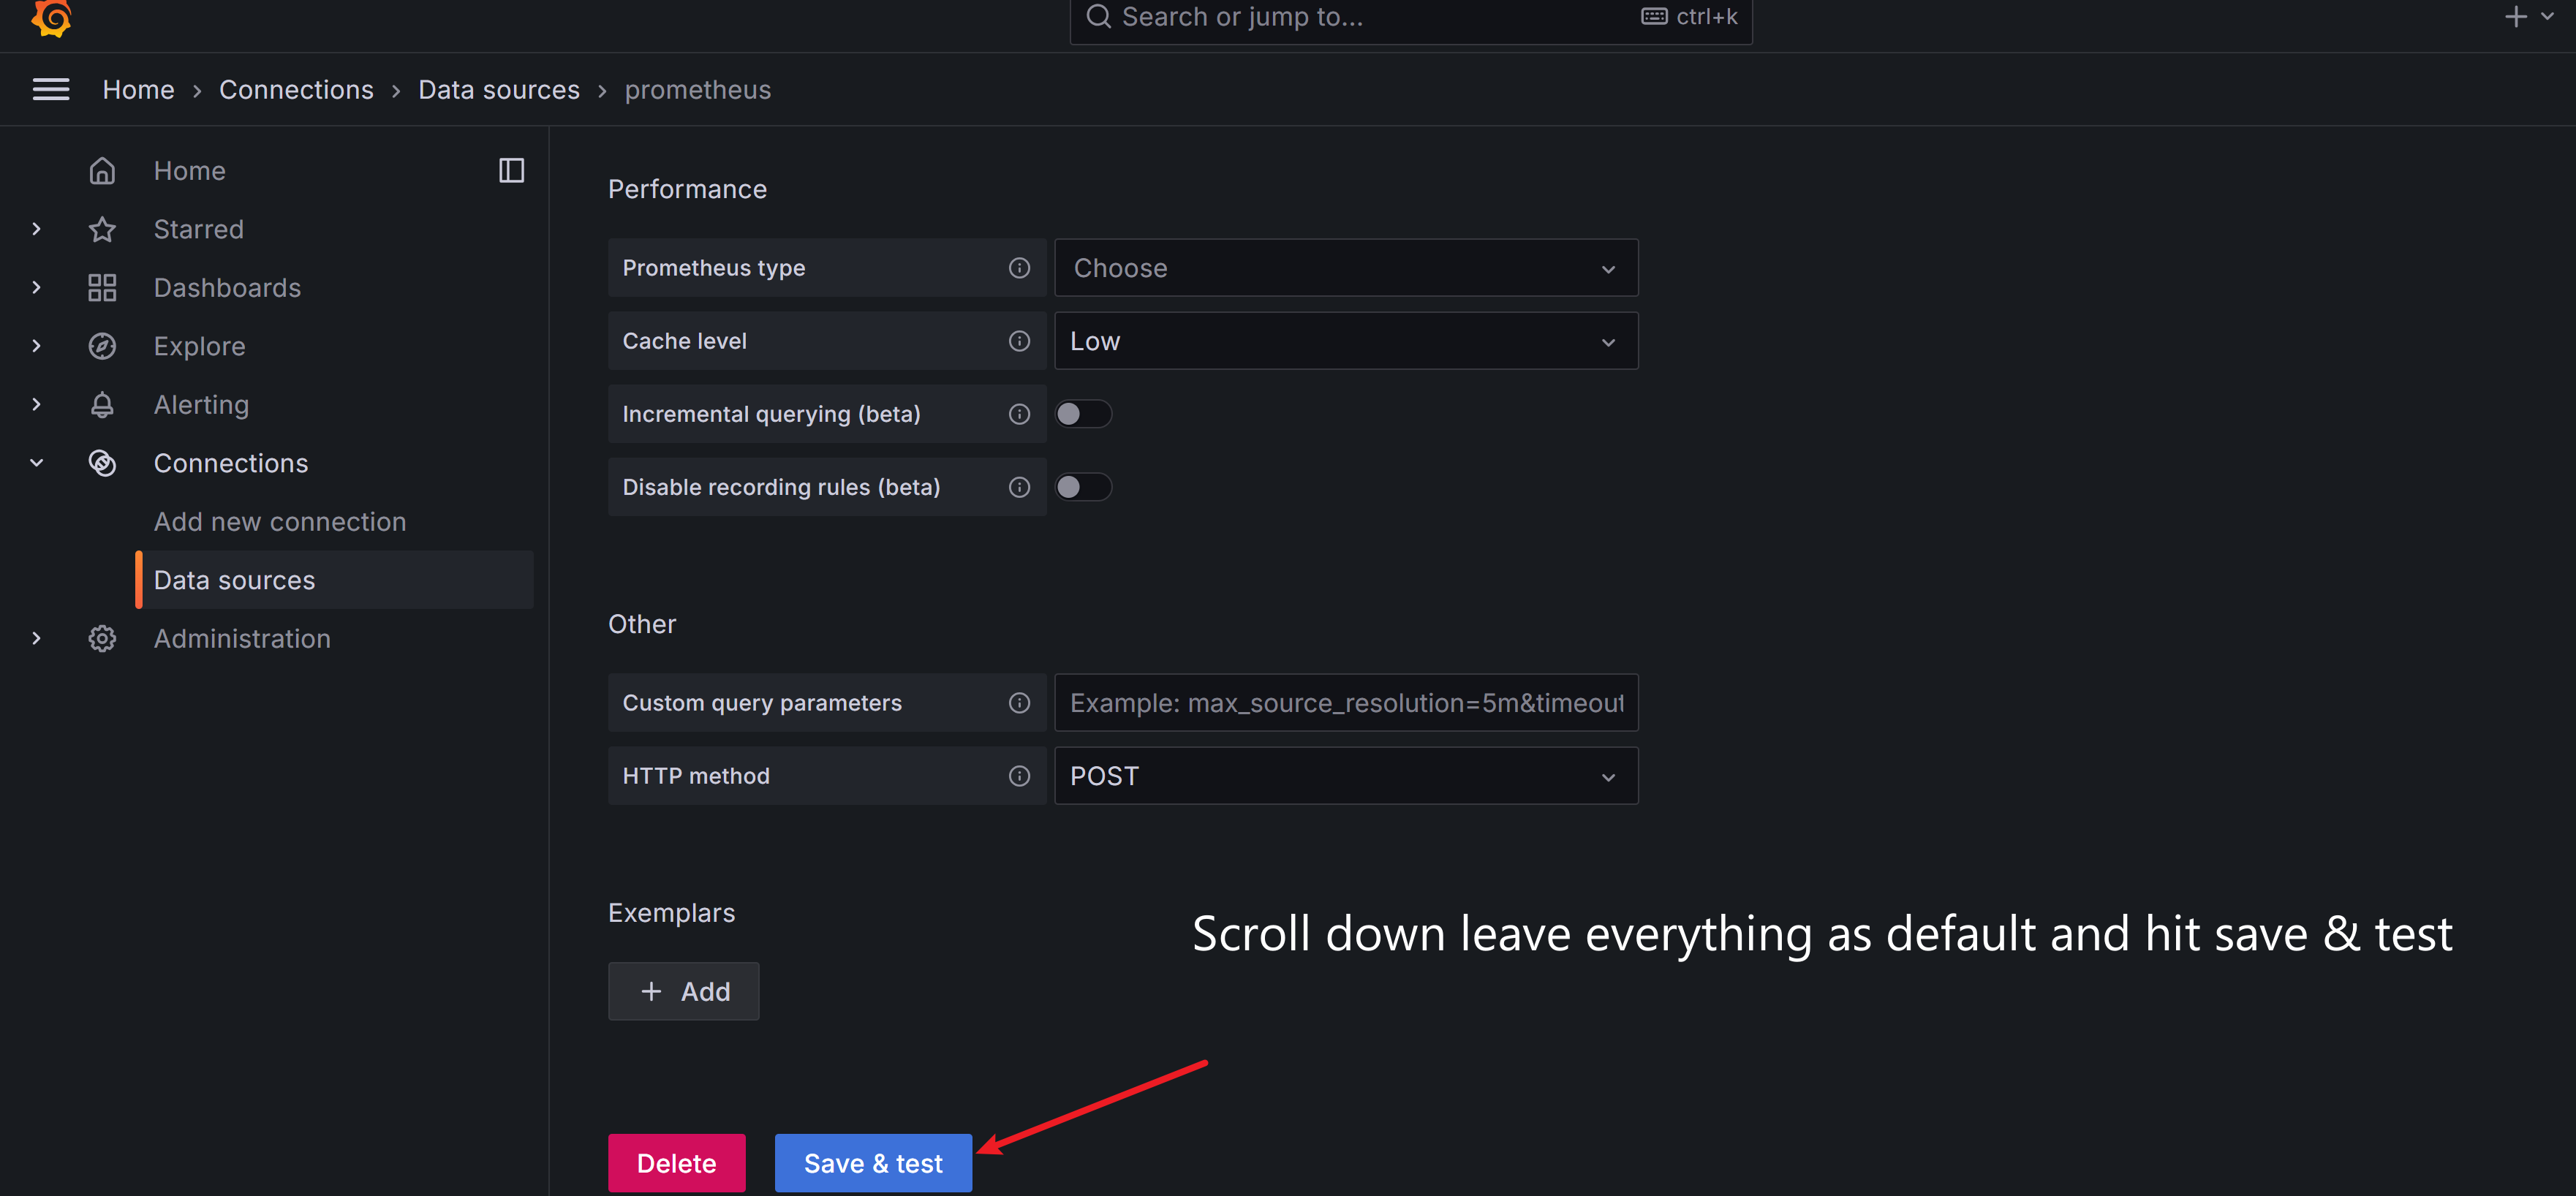 Search or jump to...
ctrl+k
Home › Connections › Data sources › prometheus
Home
Starred
Dashboards
Explore
Alerting
Connections
Add new connection
Data sources
Administration
Performance
Prometheus type
Choose
Cache level
Low
Incremental querying (beta)
Disable recording rules (beta)
Other
Custom query parameters
Example: max_source_resolution=5m&timeout
HTTP method
POST
Exemplars
+ Add
Scroll down leave everything as default and hit save & test
Delete
Save & test